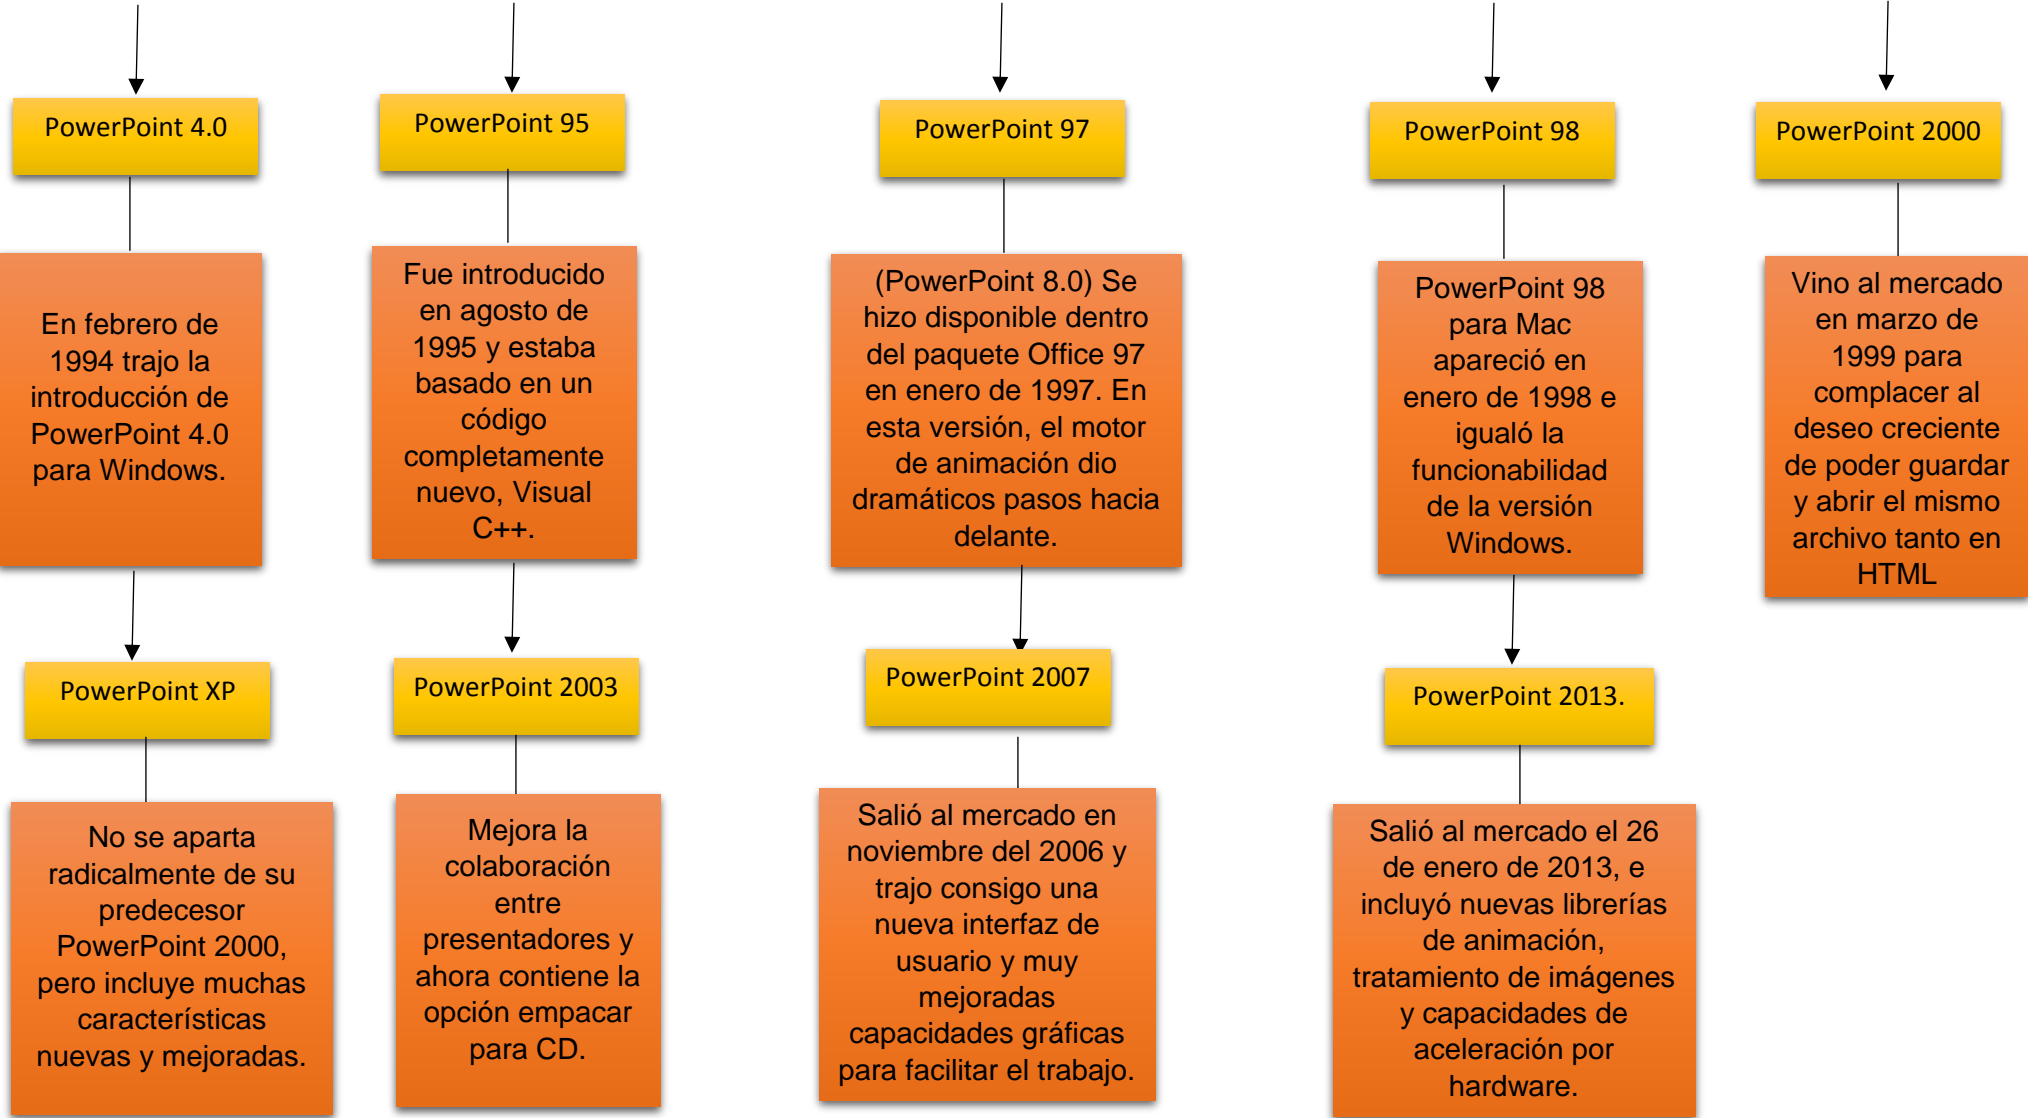 PowerPoint 4.0
PowerPoint 95
PowerPoint 97
PowerPoint 98
PowerPoint 2000
En febrero de
1994 trajo la
introducción de
PowerPoint 4.0
para Windows.
Fue introducido
en agosto de
1995 y estaba
basado en un
código
completamente
nuevo, Visual
C++.
(PowerPoint 8.0) Se
hizo disponible dentro
del paquete Office 97
en enero de 1997. En
esta versión, el motor
de animación dio
dramáticos pasos hacia
delante.
PowerPoint 98
para Mac
apareció en
enero de 1998 e
igualó la
funcionabilidad
de la versión
Windows.
Vino al mercado
en marzo de
1999 para
complacer al
deseo creciente
de poder guardar
y abrir el mismo
archivo tanto en
HTML
PowerPoint XP
PowerPoint 2003
PowerPoint 2007
PowerPoint 2013.
No se aparta
radicalmente de su
predecesor
PowerPoint 2000,
pero incluye muchas
características
nuevas y mejoradas.
Mejora la
colaboración
entre
presentadores y
ahora contiene la
opción empacar
para CD.
Salió al mercado en
noviembre del 2006 y
trajo consigo una
nueva interfaz de
usuario y muy
mejoradas
capacidades gráficas
para facilitar el trabajo.
Salió al mercado el 26
de enero de 2013, e
incluyó nuevas librerías
de animación,
tratamiento de imágenes
y capacidades de
aceleración por
hardware.